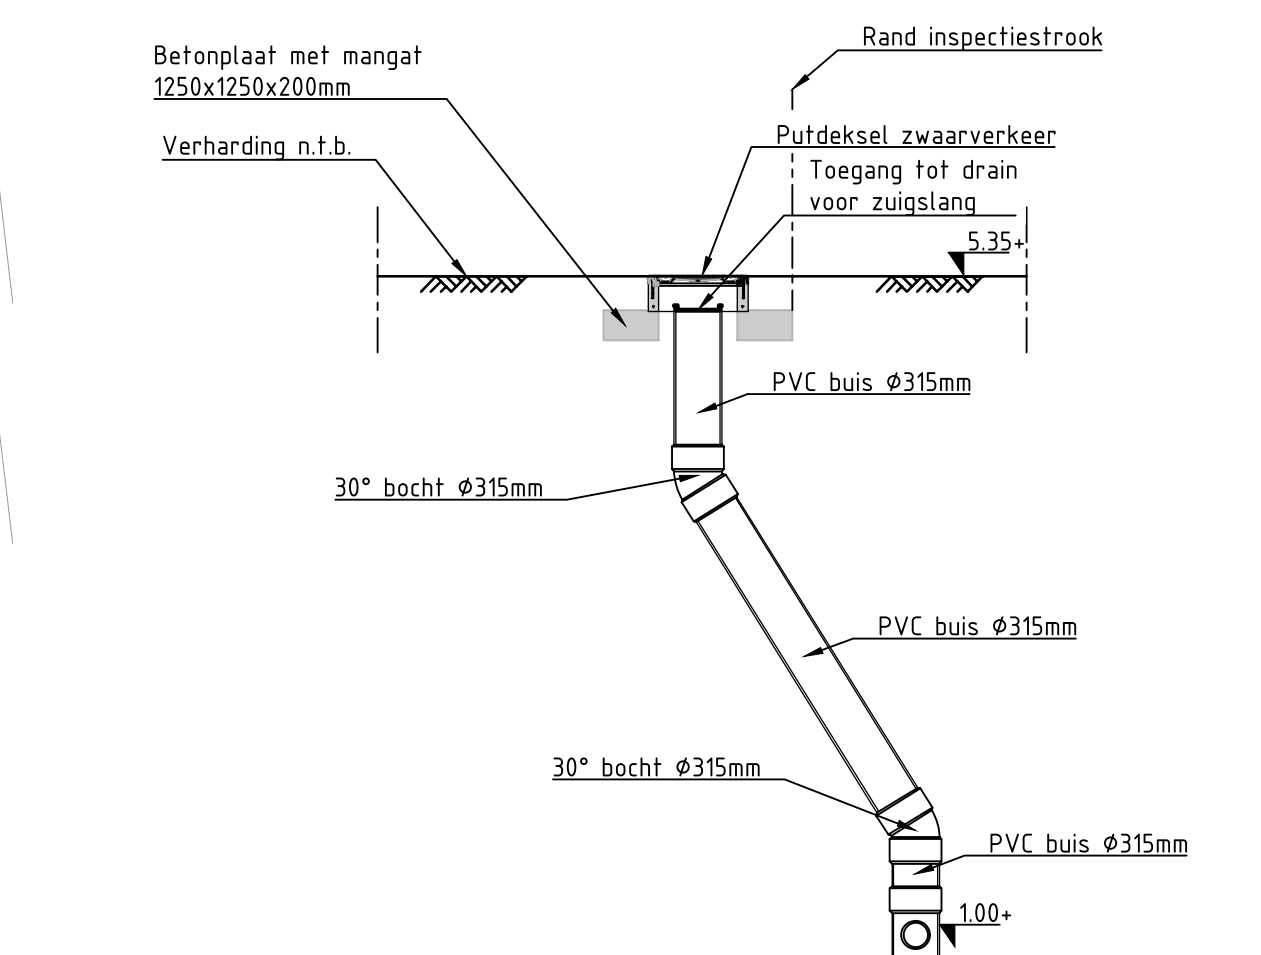 Rand inspectiestrook
Betonplaat met mangat
1250x1250x200mm
Putdeksel zwaarverkeer
Verharding n.t.b.
Toegang tot drain
voor zuigslang
5.35+
PVC buis Ø315mm
30° bocht Ø315mm
PVC buis Ø315mm
30° bocht Ø315mm
PVC buis Ø315mm
1.00+